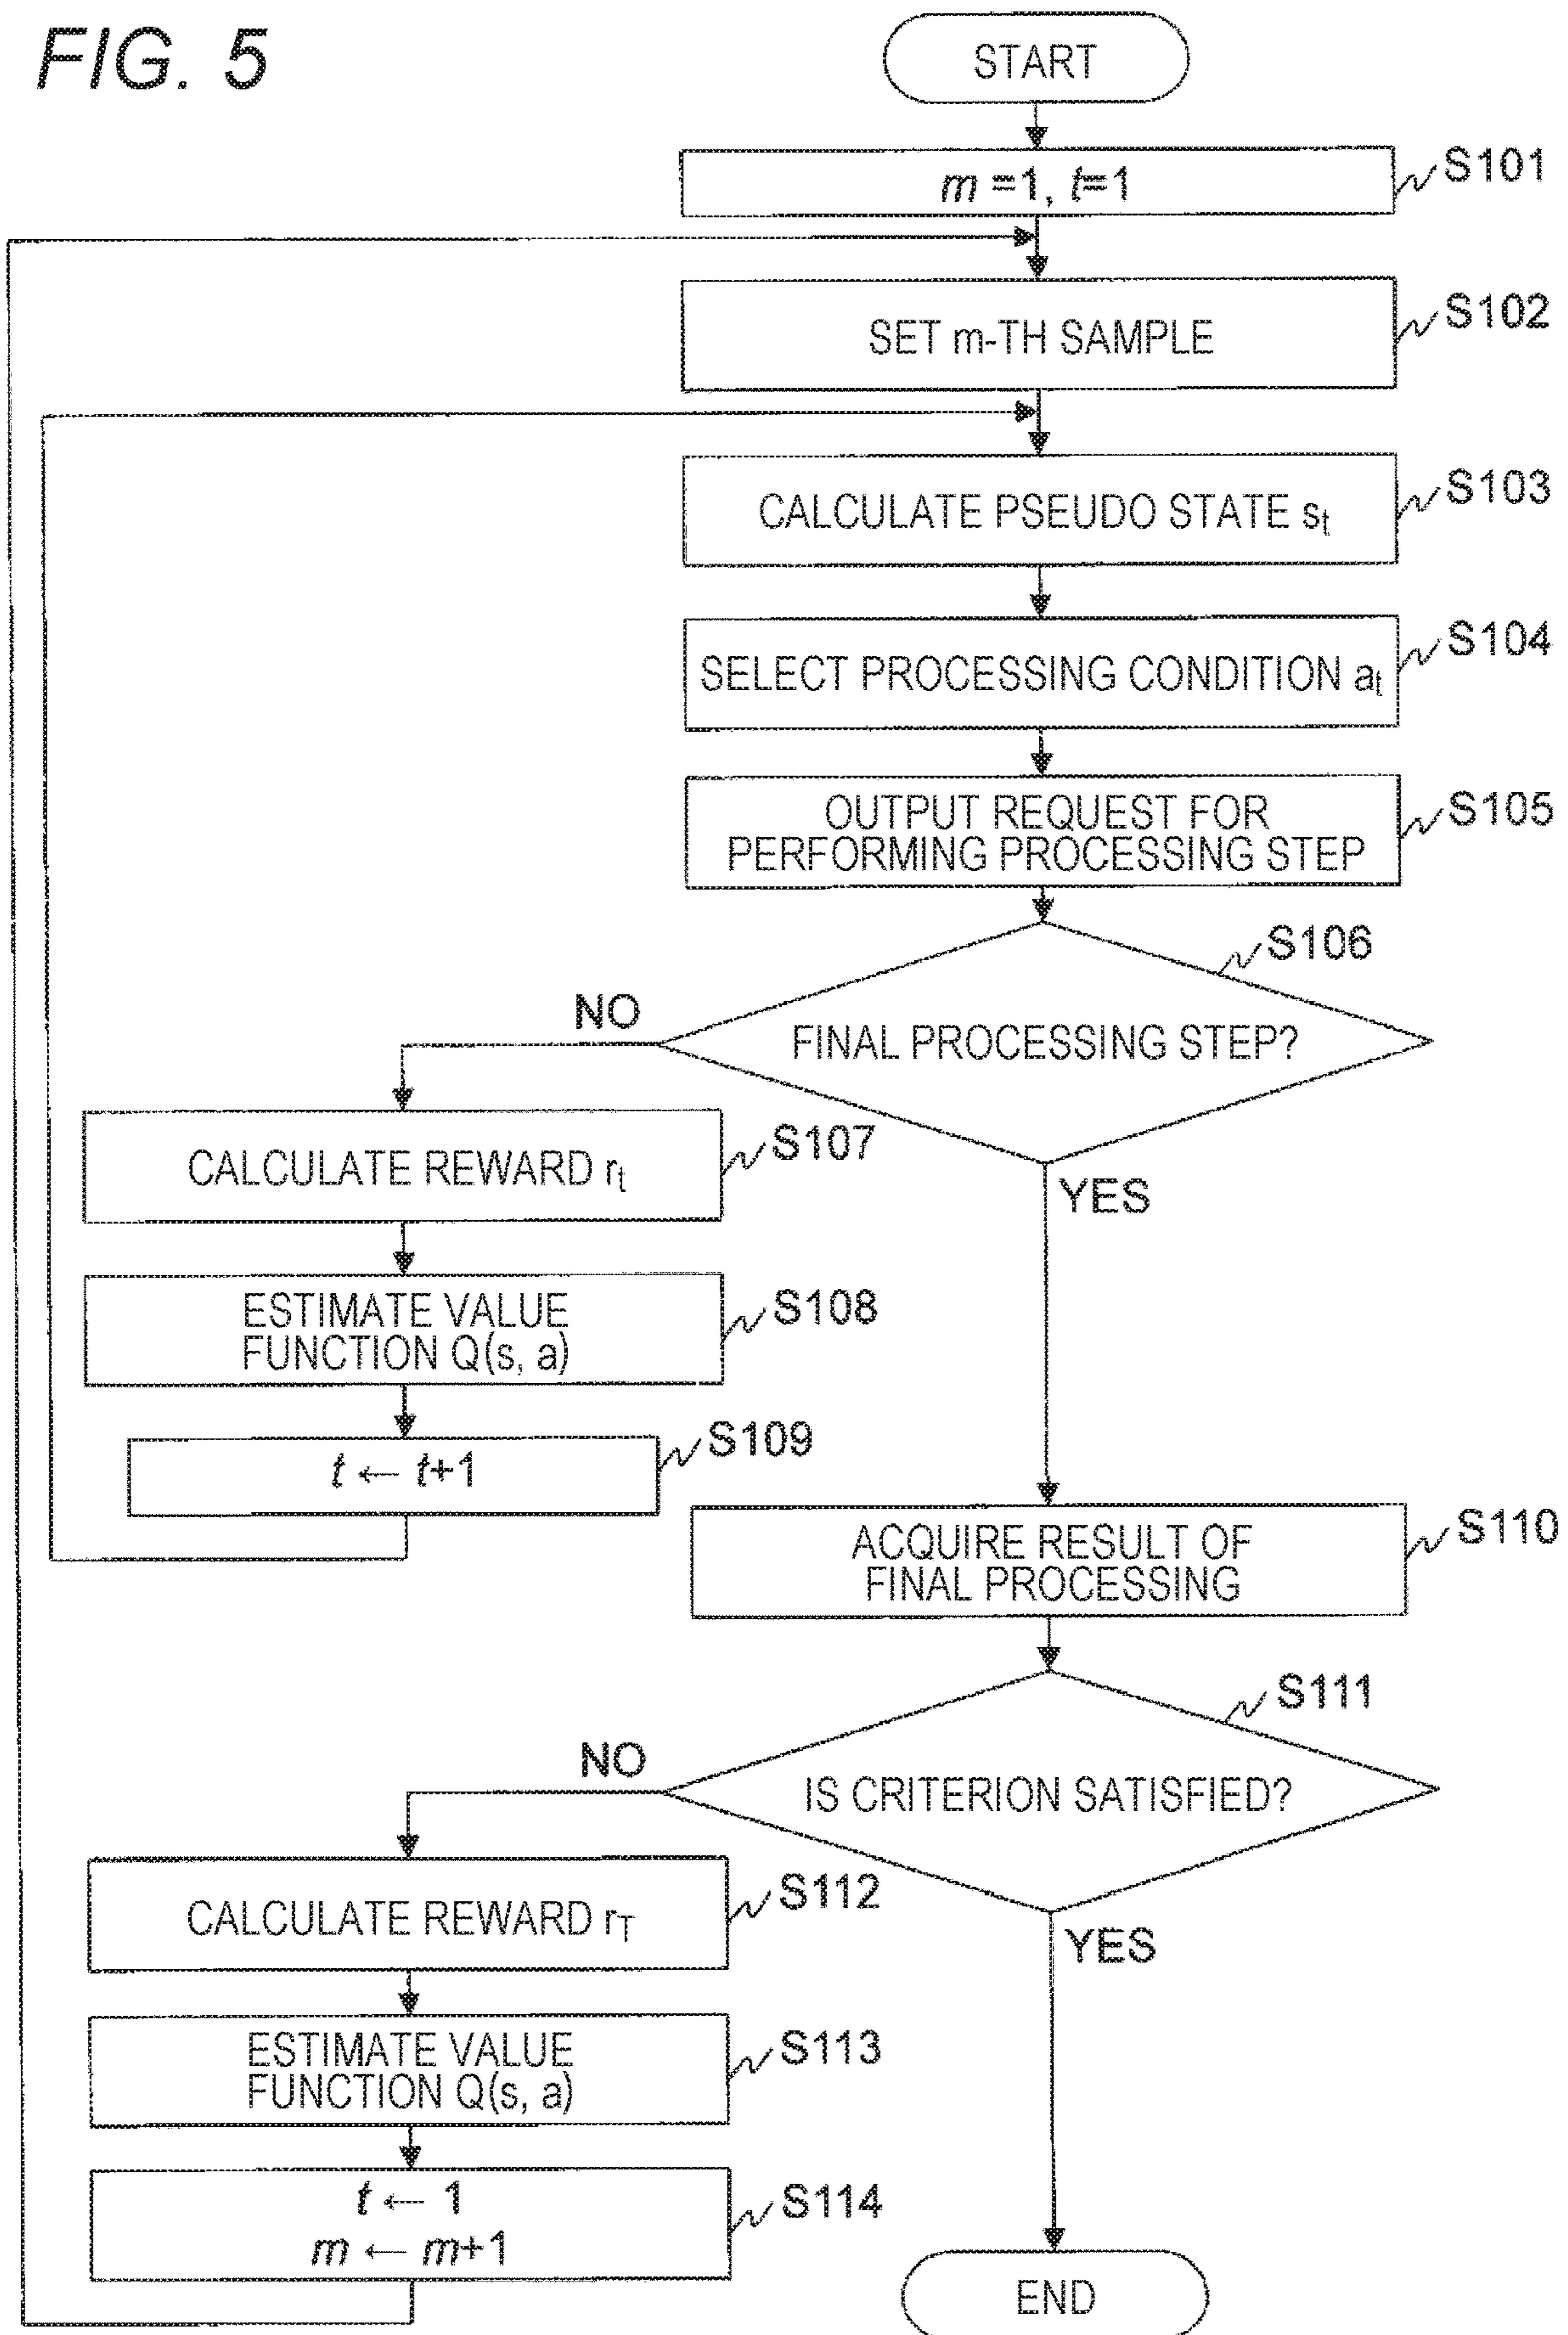 FIG. 5
START
m =1, t=1
S101
SET m-TH SAMPLE
S102
CALCULATE PSEUDO STATE st
S103
SELECT PROCESSING CONDITION at
S104
OUTPUT REQUEST FOR
PERFORMING PROCESSING STEP
S105
FINAL PROCESSING STEP?
S106
NO
YES
CALCULATE REWARD rt
S107
ESTIMATE VALUE
FUNCTION Q(s, a)
S108
t ← t+1
S109
ACQUIRE RESULT OF
FINAL PROCESSING
S110
IS CRITERION SATISFIED?
S111
NO
YES
CALCULATE REWARD rT
S112
ESTIMATE VALUE
FUNCTION Q(s, a)
S113
t ← 1
m ← m+1
S114
END